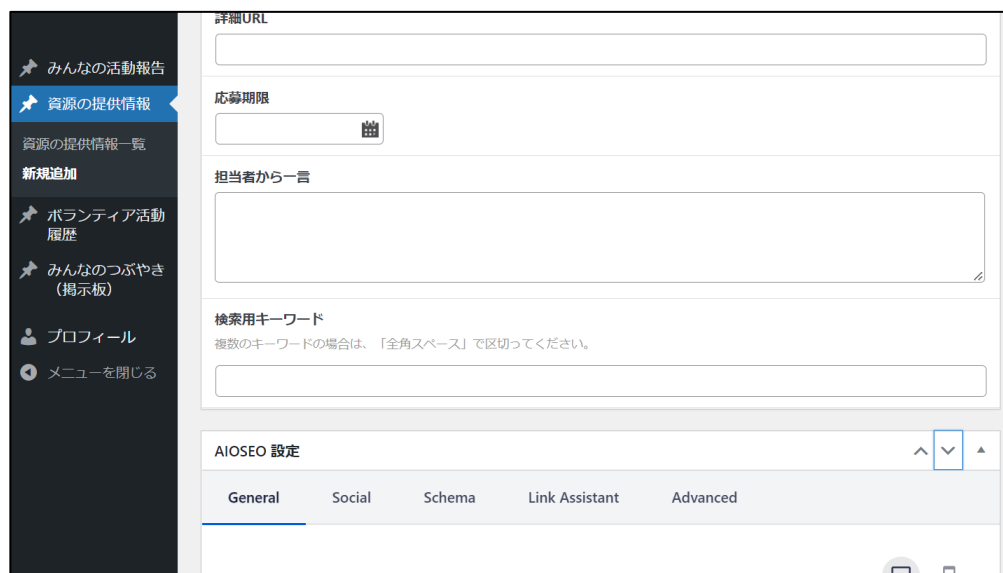 みんなの活動報告
資源の提供情報
資源の提供情報一覧
新規追加
ボランティア活動
履歴
みんなのつぶやき
（掲示板）
プロフィール
メニューを閉じる
詳細URL
応募期限
担当者から一言
検索用キーワード
複数のキーワードの場合は、「全角スペース」で区切ってください。
AIOSEO 設定
General Social Schema Link Assistant Advanced